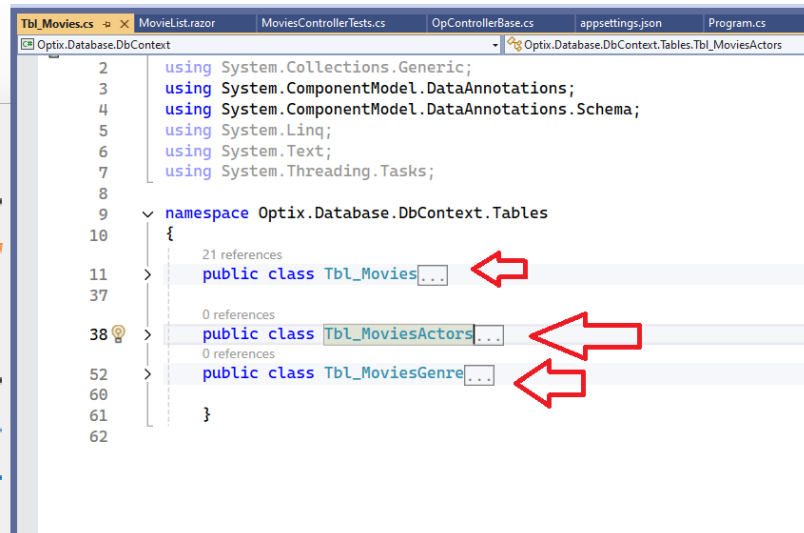 Tbl_Movies.cs MovieList.razor MoviesControllerTests.cs OpControllerBase.cs appsettings.json Program.cs
C# Optix.Database.DbContext Optix.Database.DbContext.Tables.Tbl_MoviesActors
2 using System.Collections.Generic;
3 using System.ComponentModel.DataAnnotations;
4 using System.ComponentModel.DataAnnotations.Schema;
5 using System.Linq;
6 using System.Text;
7 using System.Threading.Tasks;
8
9 namespace Optix.Database.DbContext.Tables
10 {
21 references
11 public class Tbl_Movies...
37
0 references
38 public class Tbl_MoviesActors...
0 references
52 public class Tbl_MoviesGenre...
60
61 }
62